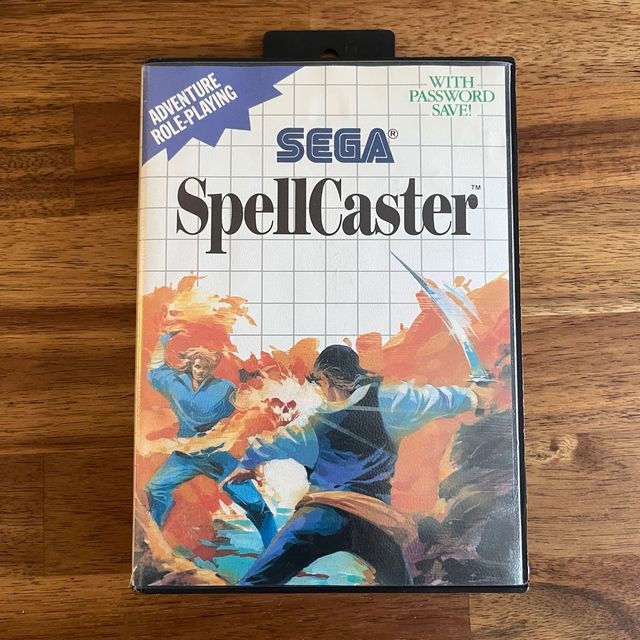 ADVENTURE
ROLE-PLAYING
WITH
PASSWORD
SAVE!
SEGA®
SpellCaster™